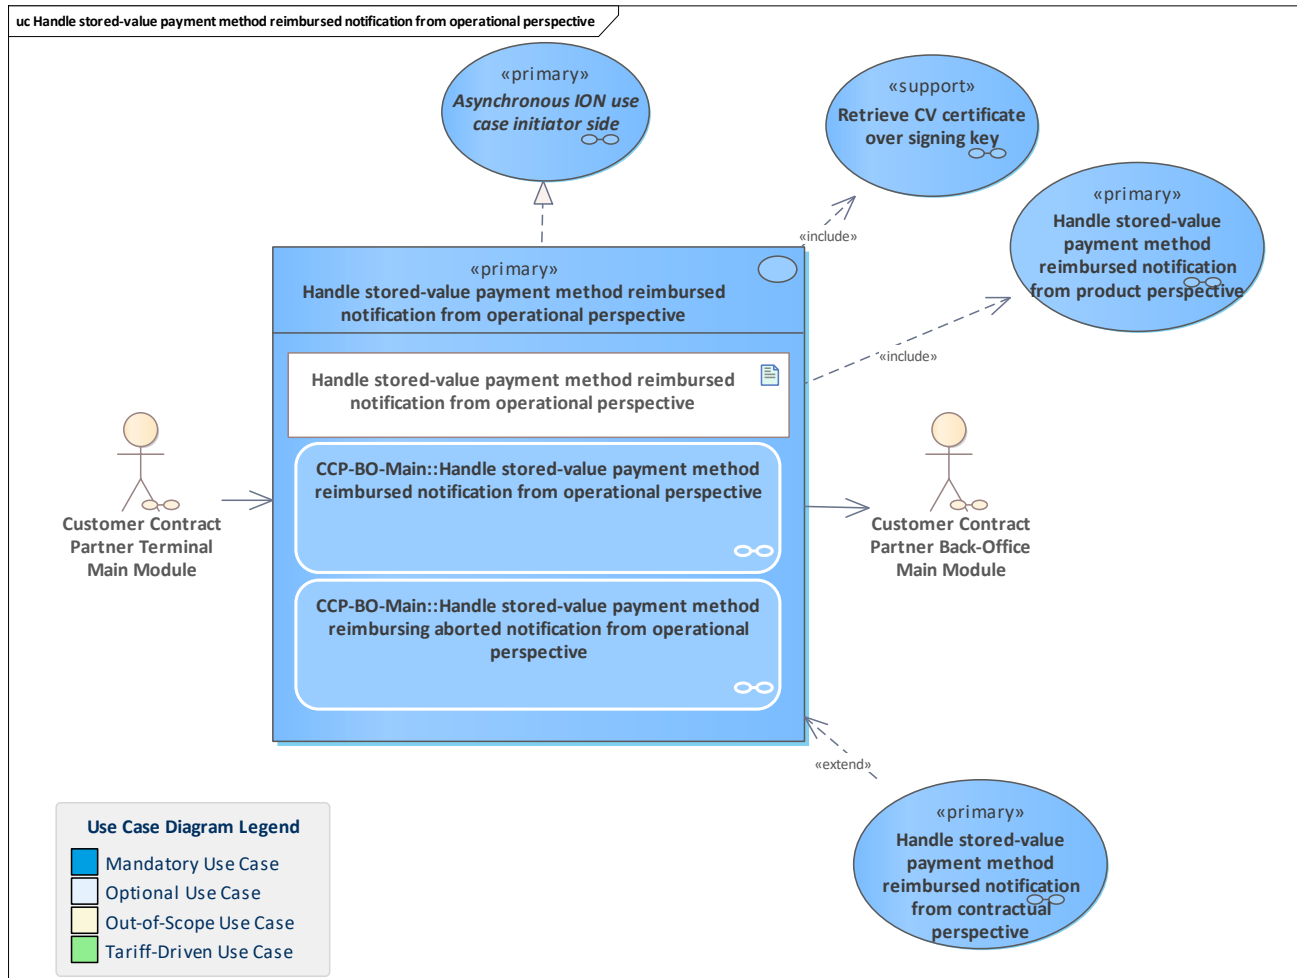 uc Handle stored-value payment method reimbursed notification from operational perspective
«primary»
Asynchronous ION use
case initiator side
«support»
Retrieve CV certificate
over signing key
«primary»
Handle stored-value
payment method
reimbursed notification
from product perspective
«include»
«include»
«primary»
Handle stored-value payment method reimbursed
notification from operational perspective
Handle stored-value payment method reimbursed
notification from operational perspective
CCP-BO-Main::Handle stored-value payment method
reimbursed notification from operational perspective
CCP-BO-Main::Handle stored-value payment method
reimbursing aborted notification from operational
perspective
Customer Contract
Partner Terminal
Main Module
Customer Contract
Partner Back-Office
Main Module
«extend»
«primary»
Handle stored-value
payment method
reimbursed notification
from contractual
perspective
Use Case Diagram Legend
Mandatory Use Case
Optional Use Case
Out-of-Scope Use Case
Tariff-Driven Use Case